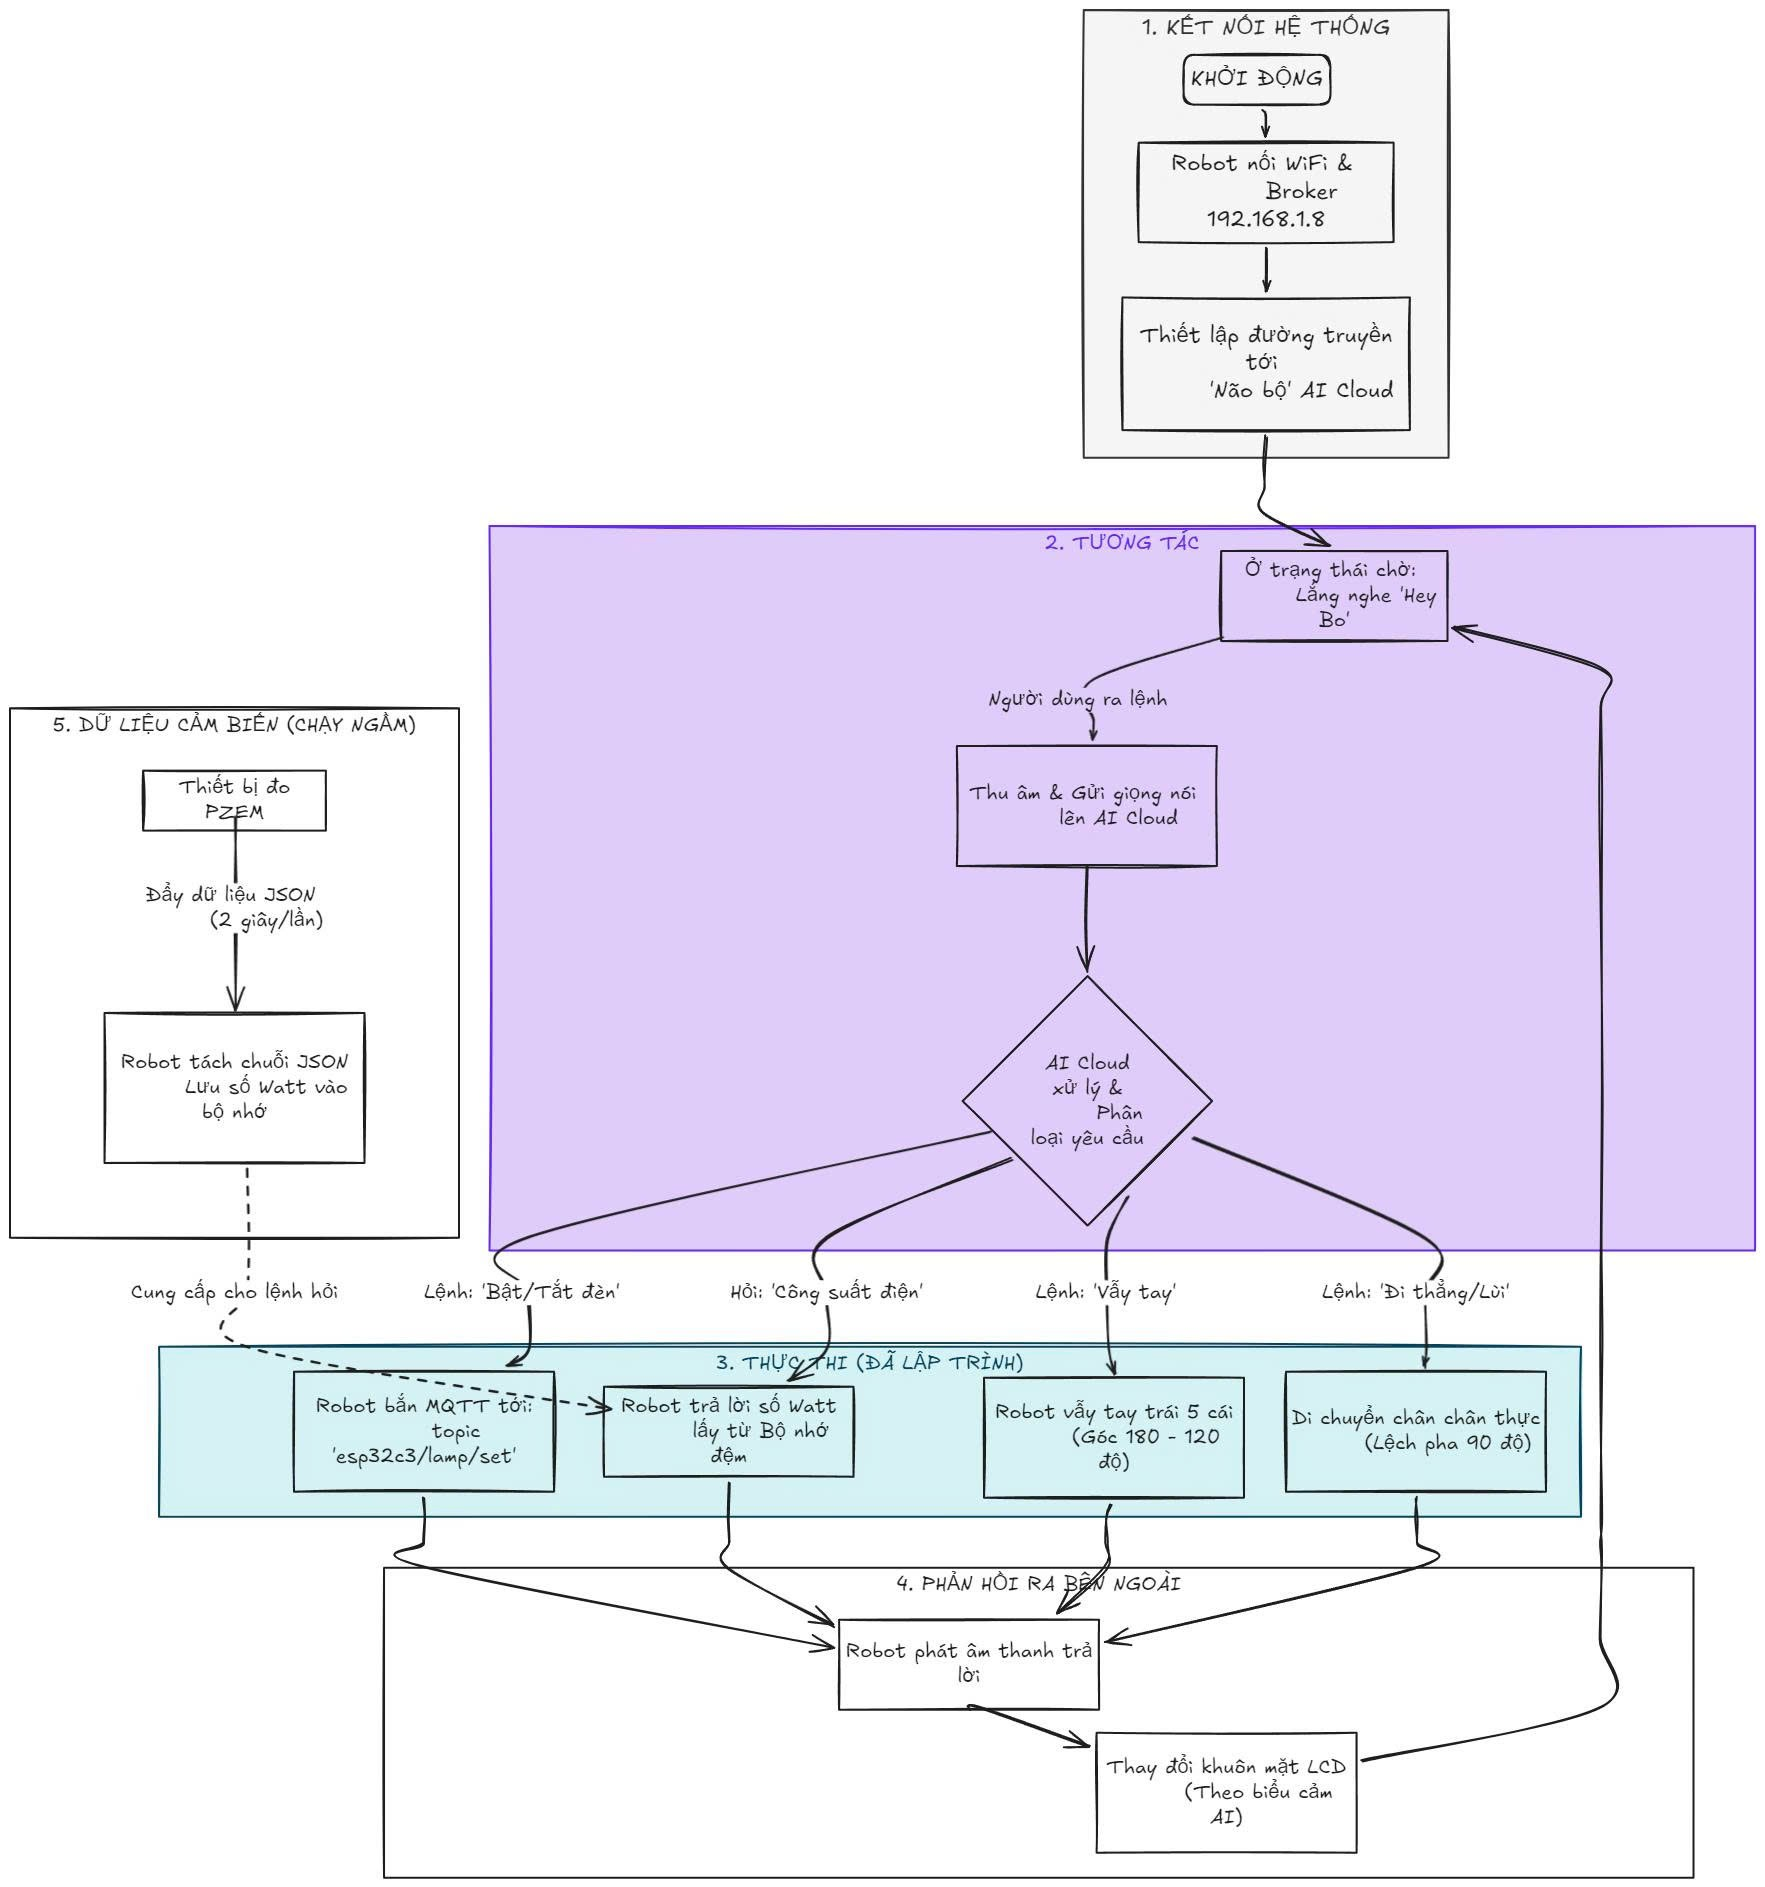 1. KẾT NỐI HỆ THỐNG
KHỞI ĐỘNG
Robot nối WiFi &
Broker
192.168.1.8
Thiết lập đường truyền
tới
'Não bộ' AI Cloud
2. TƯƠNG TÁC
Ở trạng thái chờ:
Lắng nghe 'Hey
Bo'
Người dùng ra lệnh
Thu âm & Gửi giọng nói
lên AI Cloud
AI Cloud
xử lý &
Phân
loại yêu cầu
5. DỮ LIỆU CẢM BIẾN (CHẠY NGẦM)
Thiết bị đo
PZEM
Đẩy dữ liệu JSON
(2 giây/lần)
Robot tách chuỗi JSON
Lưu số Watt vào
bộ nhớ
Cung cấp cho lệnh hỏi
Lệnh: 'Bật/Tắt đèn'
Hỏi: 'Công suất điện'
Lệnh: 'Vẫy tay'
Lệnh: 'Đi thẳng/Lùi'
3. THỰC THI (ĐÃ LẬP TRÌNH)
Robot bắn MQTT tới:
topic
'esp32c3/lamp/set'
Robot trả lời số Watt
lấy từ Bộ nhớ
đệm
Robot vẫy tay trái 5 cái
(Góc 180 - 120
độ)
Di chuyển chân chân thực
(Lệch pha 90 độ)
4. PHẢN HỒI RA BÊN NGOÀI
Robot phát âm thanh trả
lời
Thay đổi khuôn mặt LCD
(Theo biểu cảm
AI)